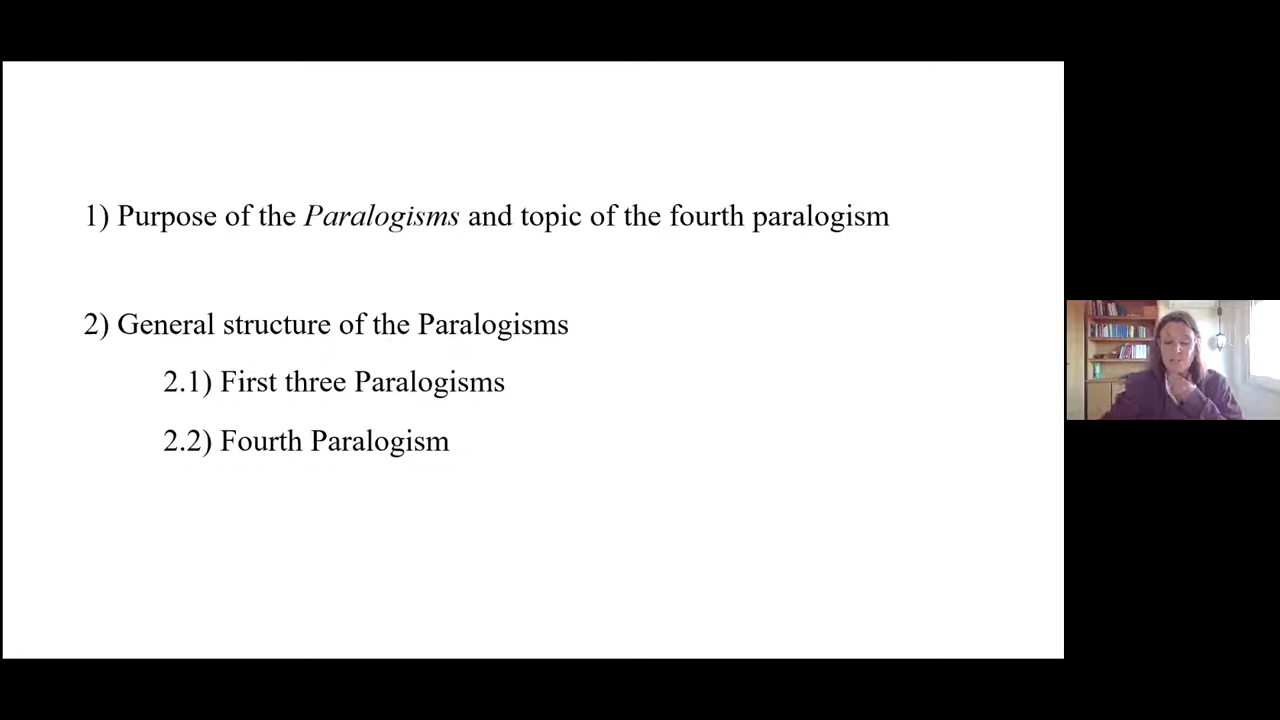 1) Purpose of the Paralogisms and topic of the fourth paralogism
2) General structure of the Paralogisms
2.1) First three Paralogisms
2.2) Fourth Paralogism